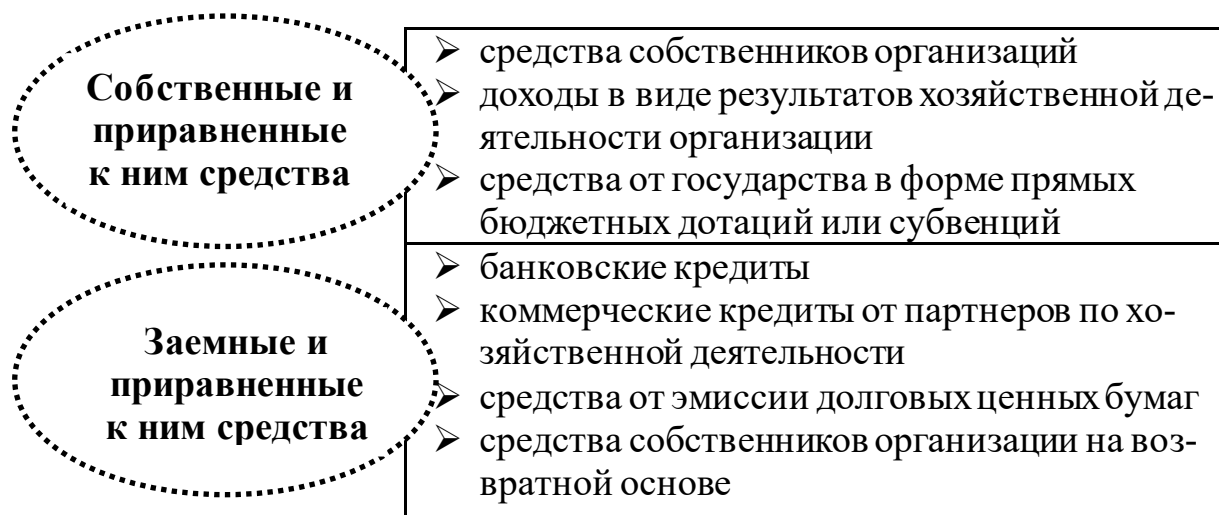 Собственные и
приравненные
к ним средства
➢ средства собственников организаций
➢ доходы в виде результатов хозяйственной де-
ятельности организации
➢ средства от государства в форме прямых
бюджетных дотаций или субвенций
Заемные и
приравненные
к ним средства
➢ банковские кредиты
➢ коммерческие кредиты от партнеров по хо-
зяйственной деятельности
➢ средства от эмиссии долговых ценных бумаг
➢ средства собственников организации на воз-
вратной основе